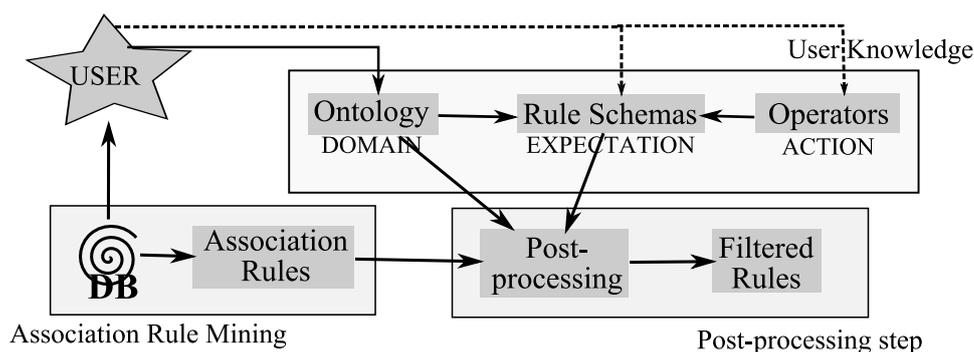 USER
User Knowledge
Ontology
Rule Schemas
Operators
DOMAIN
EXPECTATION
ACTION
Association
Rules
Post-
processing
Filtered
Rules
DB
Association Rule Mining
Post-processing step